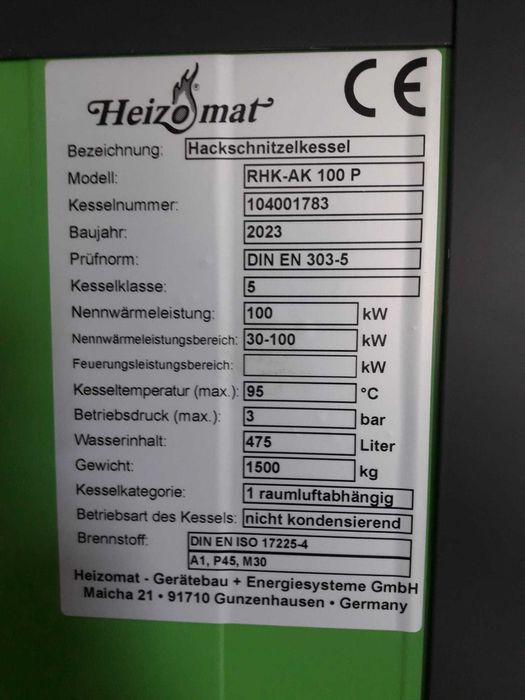 Heizomat® CE
Bezeichnung: Hackschnitzelkessel
Modell: RHK-AK 100 P
Kesselnummer: 104001783
Baujahr: 2023
Prüfnorm: DIN EN 303-5
Kesselklasse: 5
Nennwärmeleistung: 100 kW
Nennwärmeleistungsbereich: 30-100 kW
Feuerungsleistungsbereich: kW
Kesseltemperatur (max.): 95 °C
Betriebsdruck (max.): 3 bar
Wasserinhalt: 475 Liter
Gewicht: 1500 kg
Kesselkategorie: 1 raumluftabhängig
Betriebsart des Kessels: nicht kondensierend
Brennstoff: DIN EN ISO 17225-4
A1, P45, M30
Heizomat - Gerätebau + Energiesysteme GmbH
Maicha 21 • 91710 Gunzenhausen • Germany